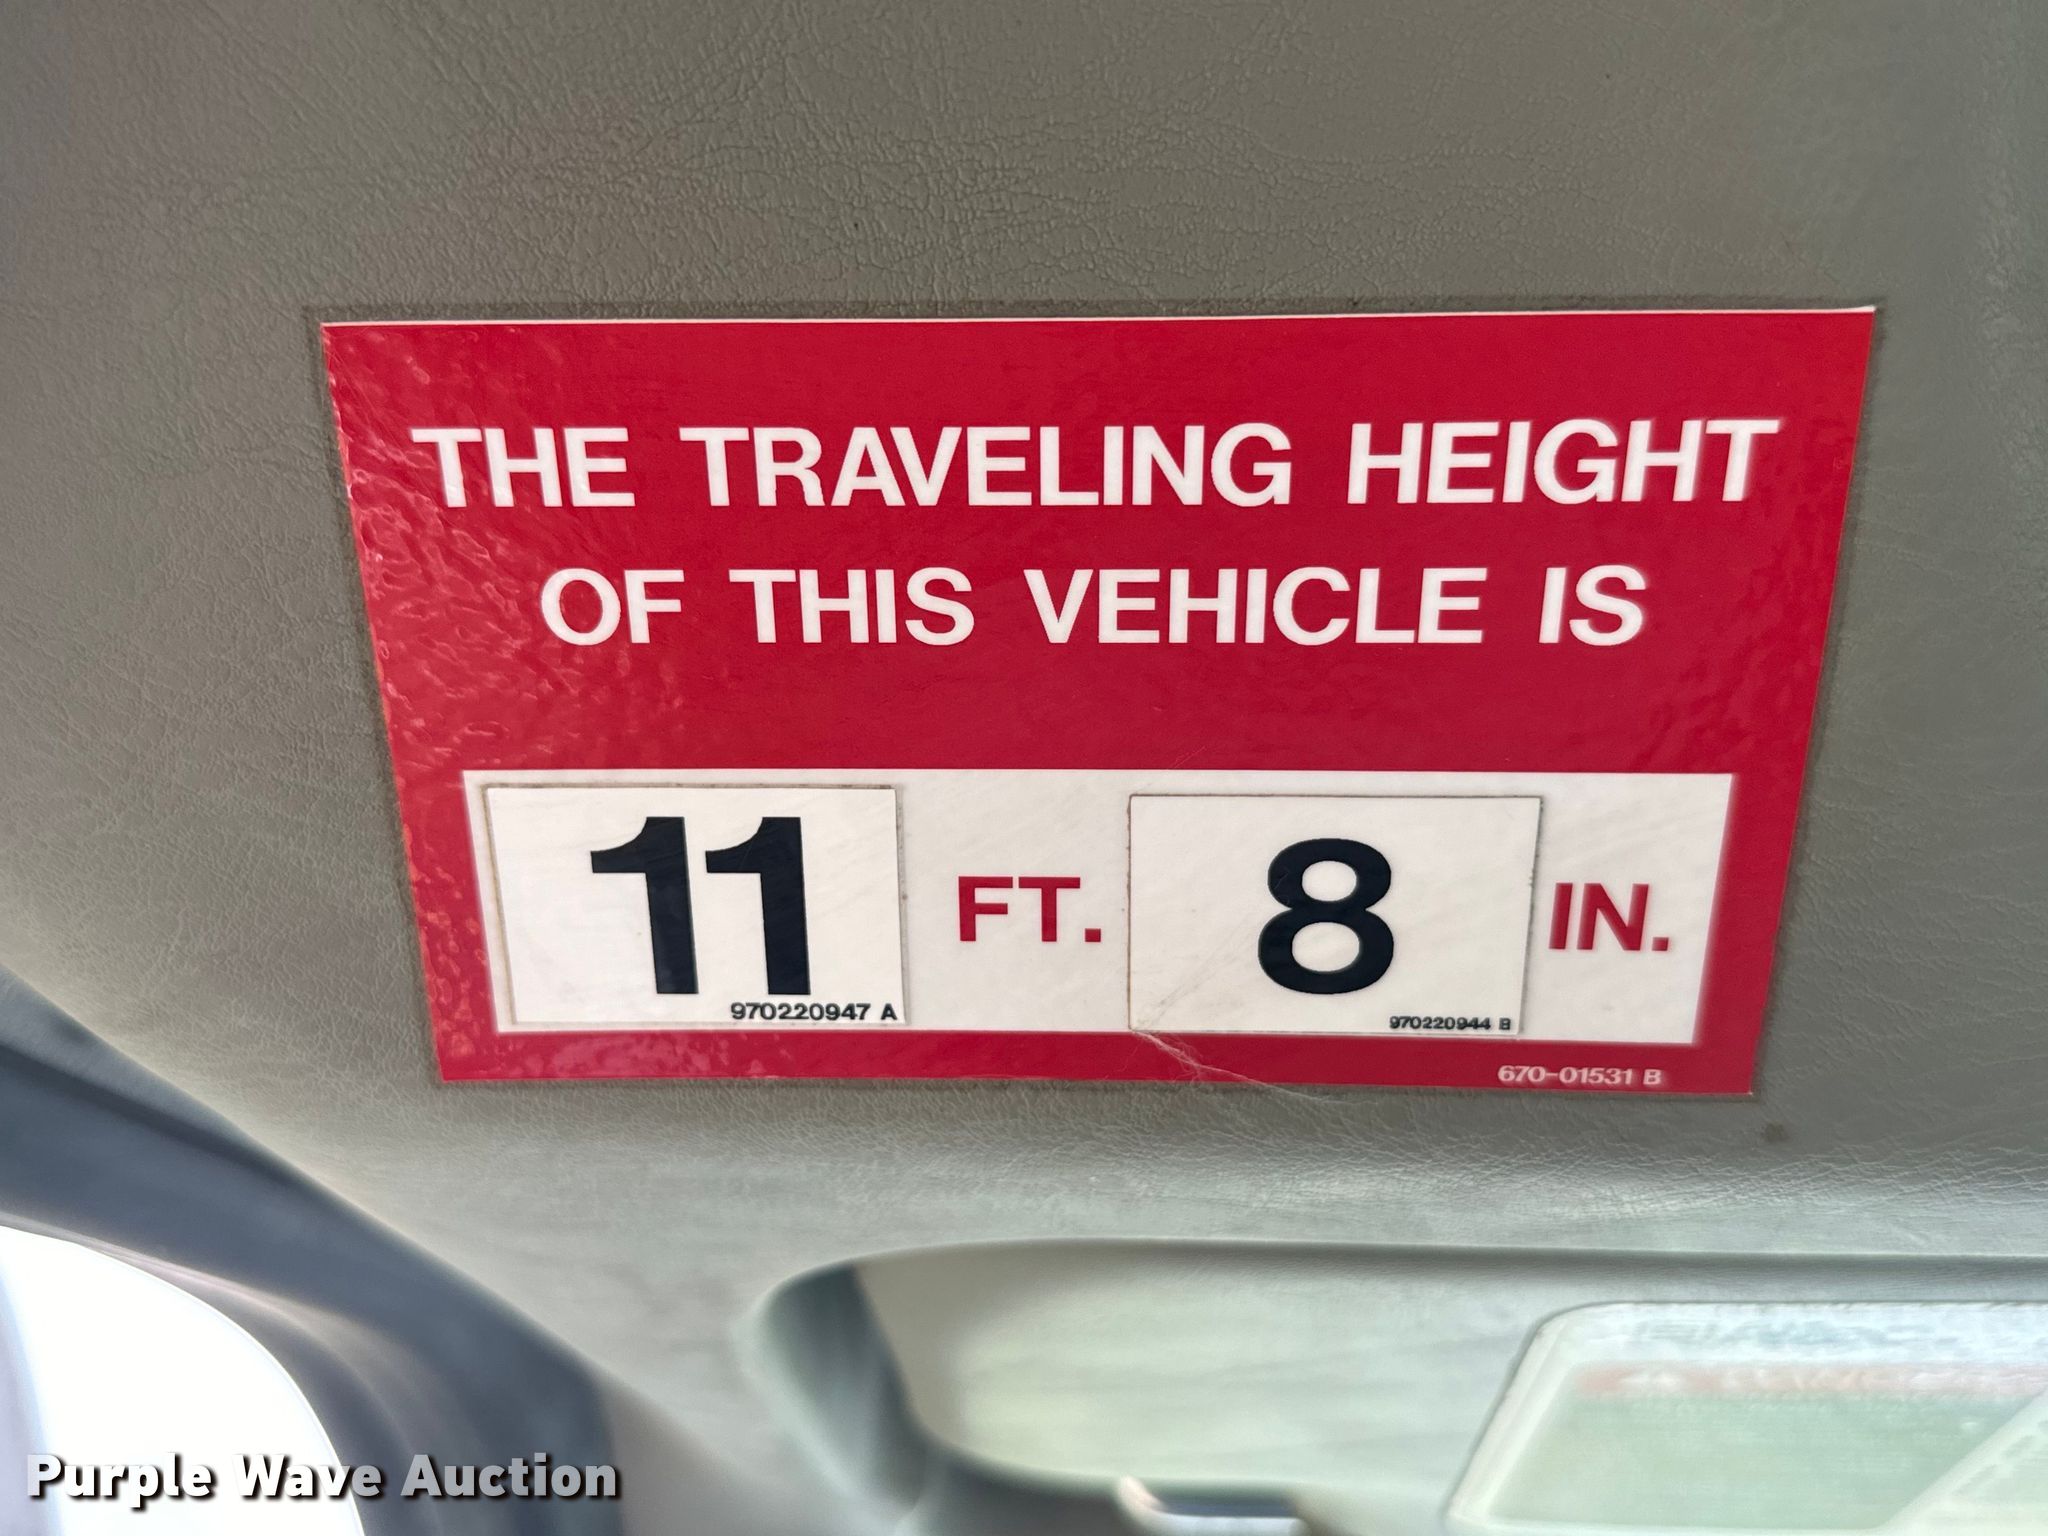 THE TRAVELING HEIGHT
OF THIS VEHICLE IS
11 FT. 8 IN.
970220947 A
970220944 B
670-01531 B
Purple Wave Auction